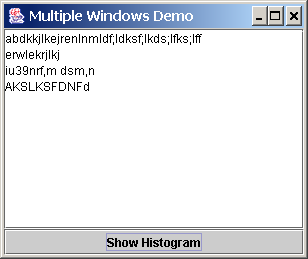 Multiple Windows Demo
abdkkjlkejrenlnmldf;ldksf;lkds;lfks;lff
erwlekrjlkj
iu39nrf,m dsm,n
AKSLKSFDNFd
Show Histogram